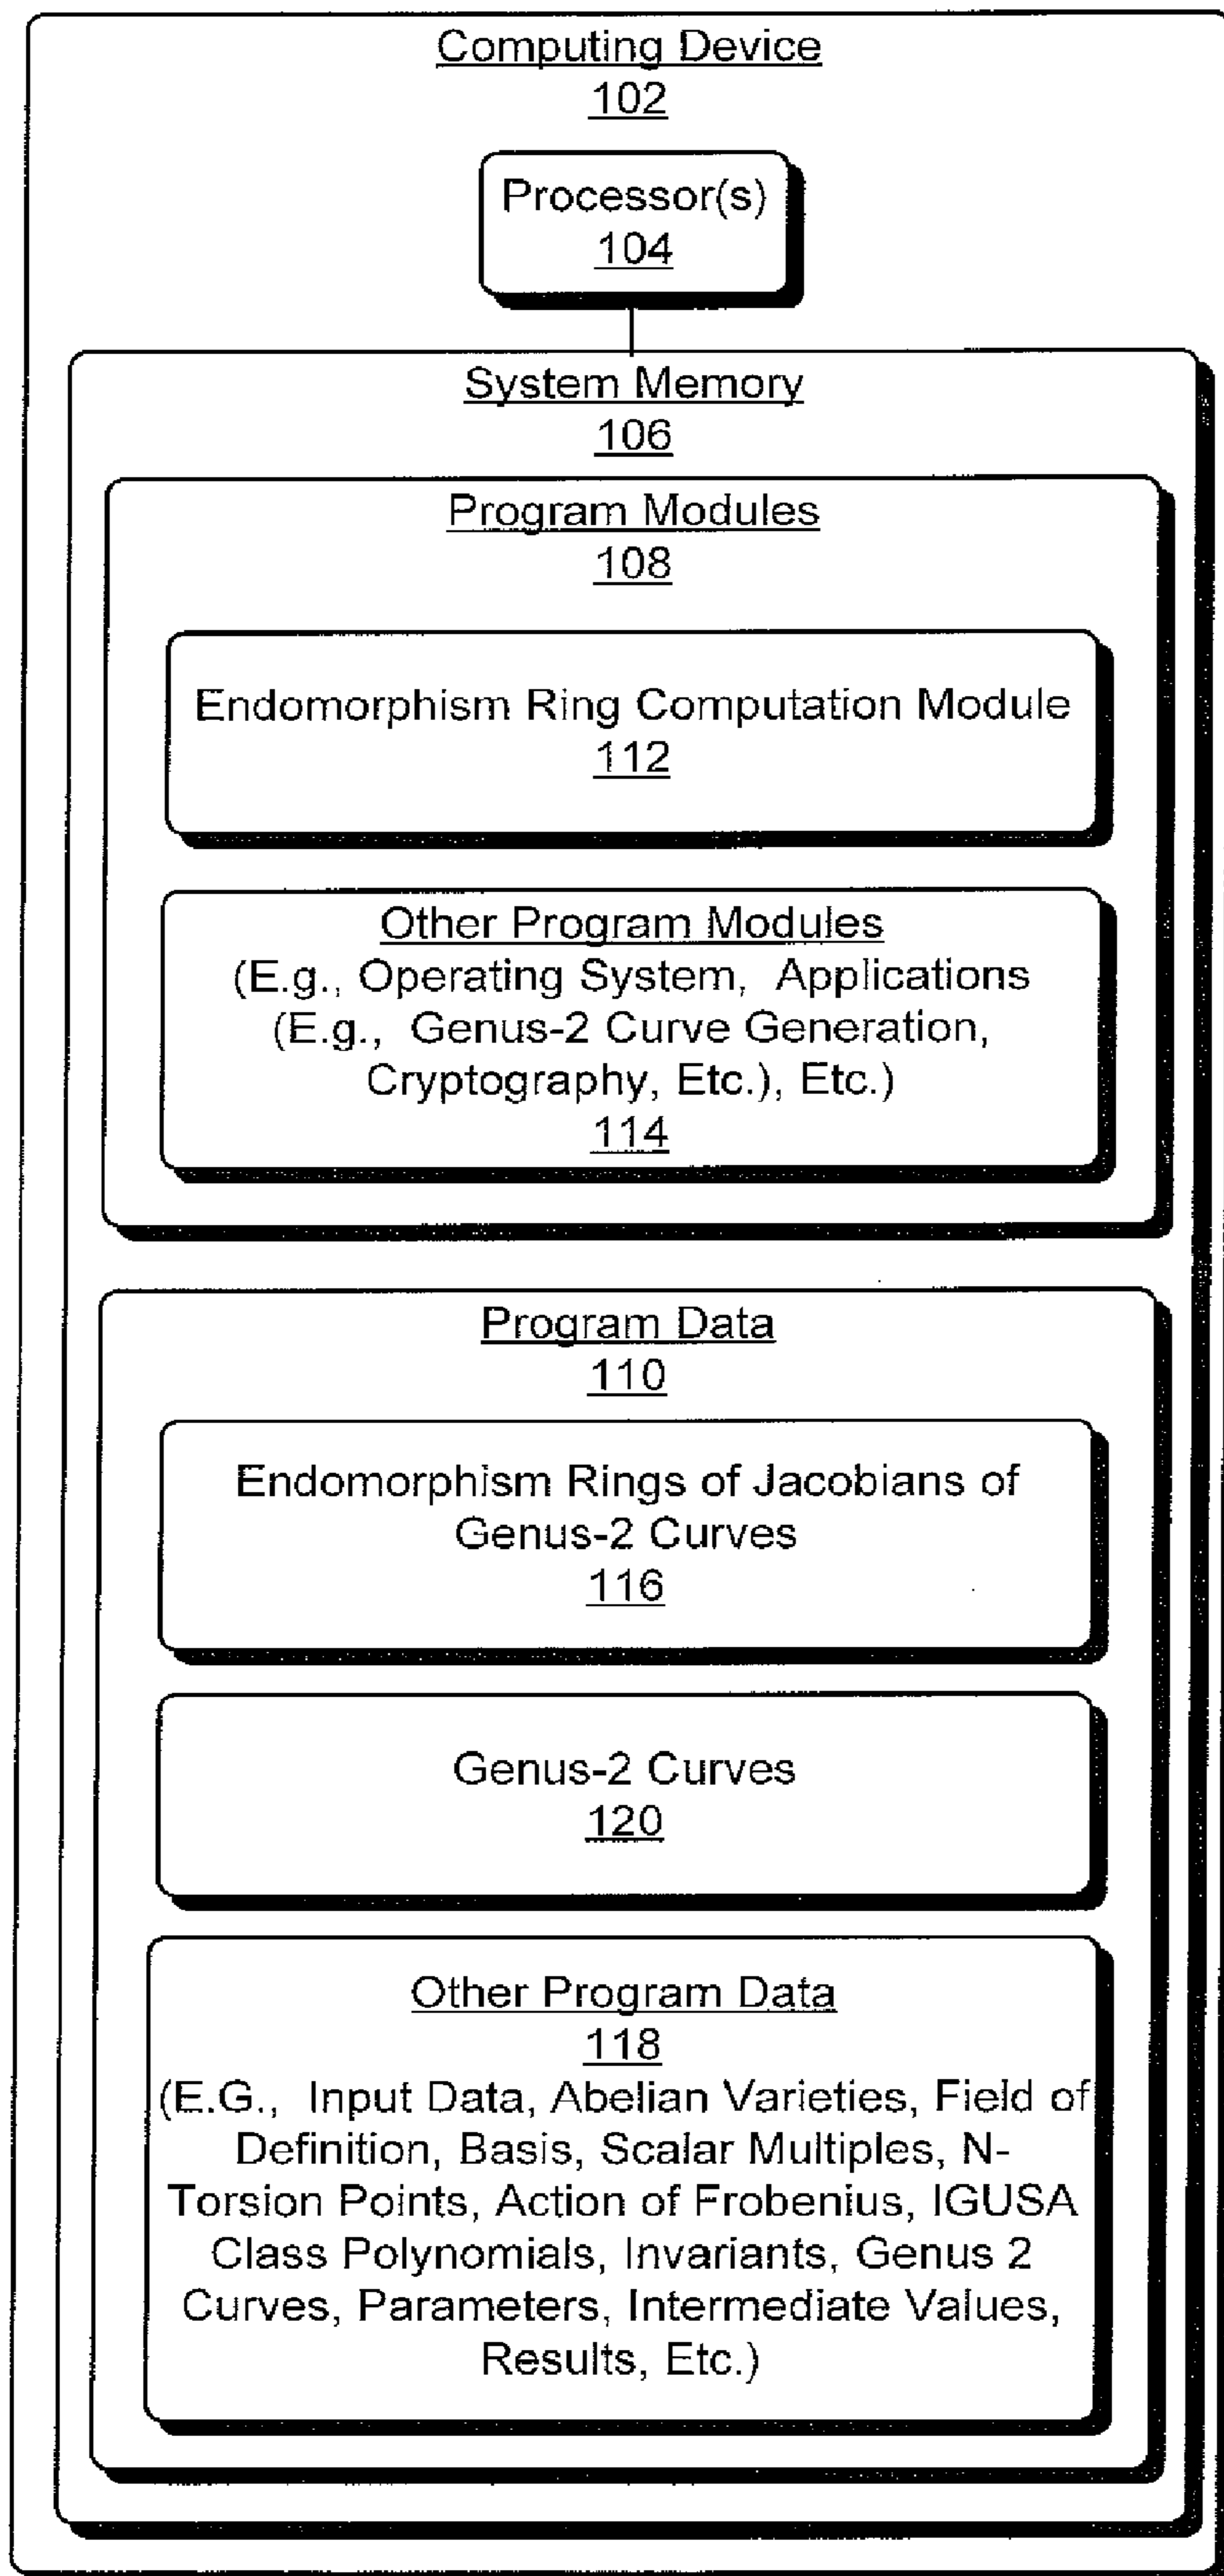 Computing Device
102
Processor(s)
104
System Memory
106
Program Modules
108
Endomorphism Ring Computation Module
112
Other Program Modules
(E.g., Operating System, Applications
(E.g., Genus-2 Curve Generation,
Cryptography, Etc.), Etc.)
114
Program Data
110
Endomorphism Rings of Jacobians of
Genus-2 Curves
116
Genus-2 Curves
120
Other Program Data
118
(E.G., Input Data, Abelian Varieties, Field of
Definition, Basis, Scalar Multiples, N-
Torsion Points, Action of Frobenius, IGUSA
Class Polynomials, Invariants, Genus 2
Curves, Parameters, Intermediate Values,
Results, Etc.)